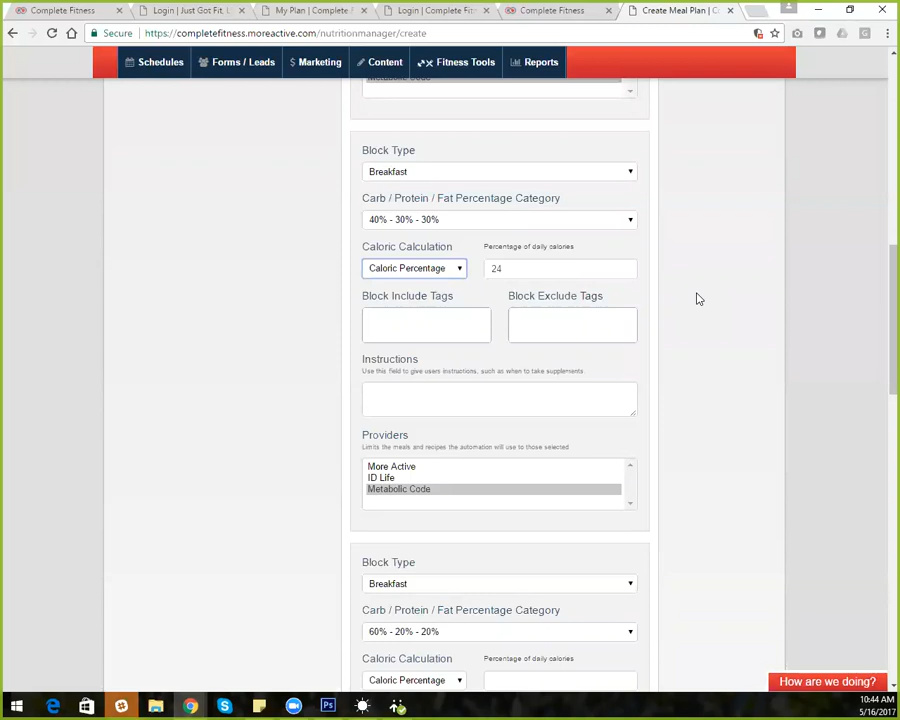 Complete Fitness
Login | Just Got Fit. L
My Plan | Complete
Login | Complete Fitn
Complete Fitness
Create Meal Plan | C
Secure
https://completefitness.moreactive.com/nutritionmanager/create
Schedules
Forms / Leads
Marketing
Content
Fitness Tools
Reports
Metabolic Code
Block Type
Breakfast
Carb / Protein / Fat Percentage Category
40% - 30% - 30%
Caloric Calculation
Percentage of daily calories
Caloric Percentage
24
Block Include Tags
Block Exclude Tags
Instructions
Use this field to give users instructions, such as when to take supplements.
Providers
Limits the meals and recipes the automation will use to those selected.
More Active
ID Life
Metabolic Code
Block Type
Breakfast
Carb / Protein / Fat Percentage Category
60% - 20% - 20%
Caloric Calculation
Percentage of daily calories
Caloric Percentage
How are we doing?
Ps
10:44 AM
5/16/2017